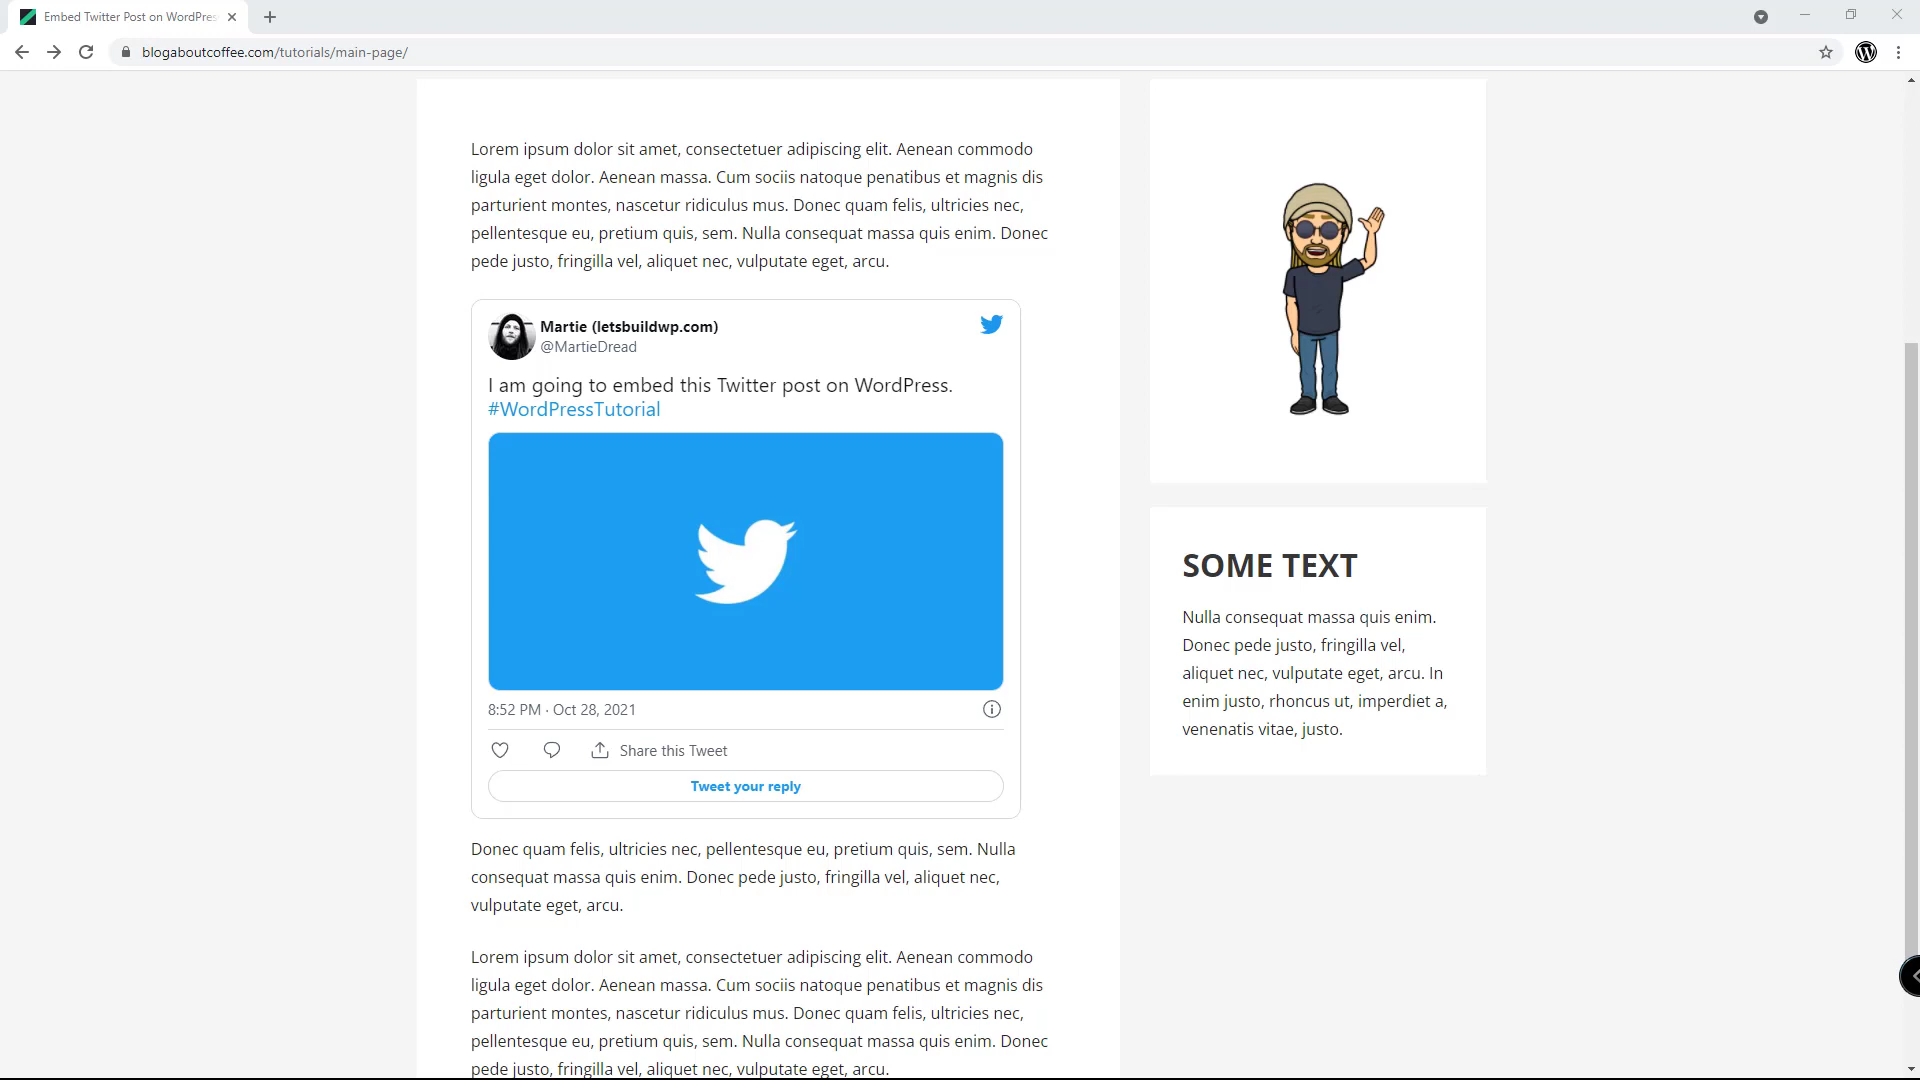 Embed Twitter Post on WordPres
blogaboutcoffee.com/tutorials/main-page/
Lorem ipsum dolor sit amet, consectetuer adipiscing elit. Aenean commodo
ligula eget dolor. Aenean massa. Cum sociis natoque penatibus et magnis dis
parturient montes, nascetur ridiculus mus. Donec quam felis, ultricies nec,
pellentesque eu, pretium quis, sem. Nulla consequat massa quis enim. Donec
pede justo, fringilla vel, aliquet nec, vulputate eget, arcu.
Martie (letsbuildwp.com)
@MartieDread
I am going to embed this Twitter post on WordPress.
#WordPressTutorial
8:52 PM · Oct 28, 2021
Share this Tweet
Tweet your reply
Donec quam felis, ultricies nec, pellentesque eu, pretium quis, sem. Nulla
consequat massa quis enim. Donec pede justo, fringilla vel, aliquet nec,
vulputate eget, arcu.
Lorem ipsum dolor sit amet, consectetuer adipiscing elit. Aenean commodo
ligula eget dolor. Aenean massa. Cum sociis natoque penatibus et magnis dis
parturient montes, nascetur ridiculus mus. Donec quam felis, ultricies nec,
pellentesque eu, pretium quis, sem. Nulla consequat massa quis enim. Donec
pede justo, fringilla vel, aliquet nec, vulputate eget, arcu.
SOME TEXT
Nulla consequat massa quis enim.
Donec pede justo, fringilla vel,
aliquet nec, vulputate eget, arcu. In
enim justo, rhoncus ut, imperdiet a,
venenatis vitae, justo.